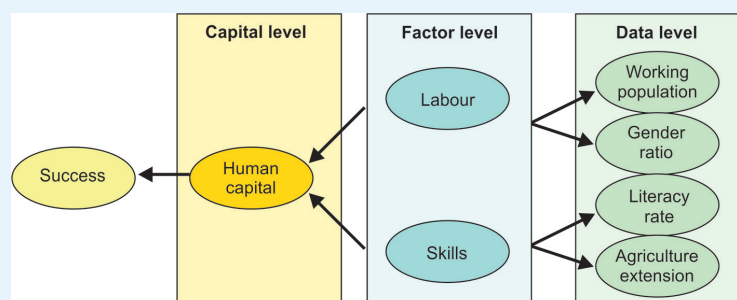 Capital level
Factor level
Data level
Working
population
Labour
Gender
ratio
Success
Human
capital
Literacy
rate
Skills
Agriculture
extension